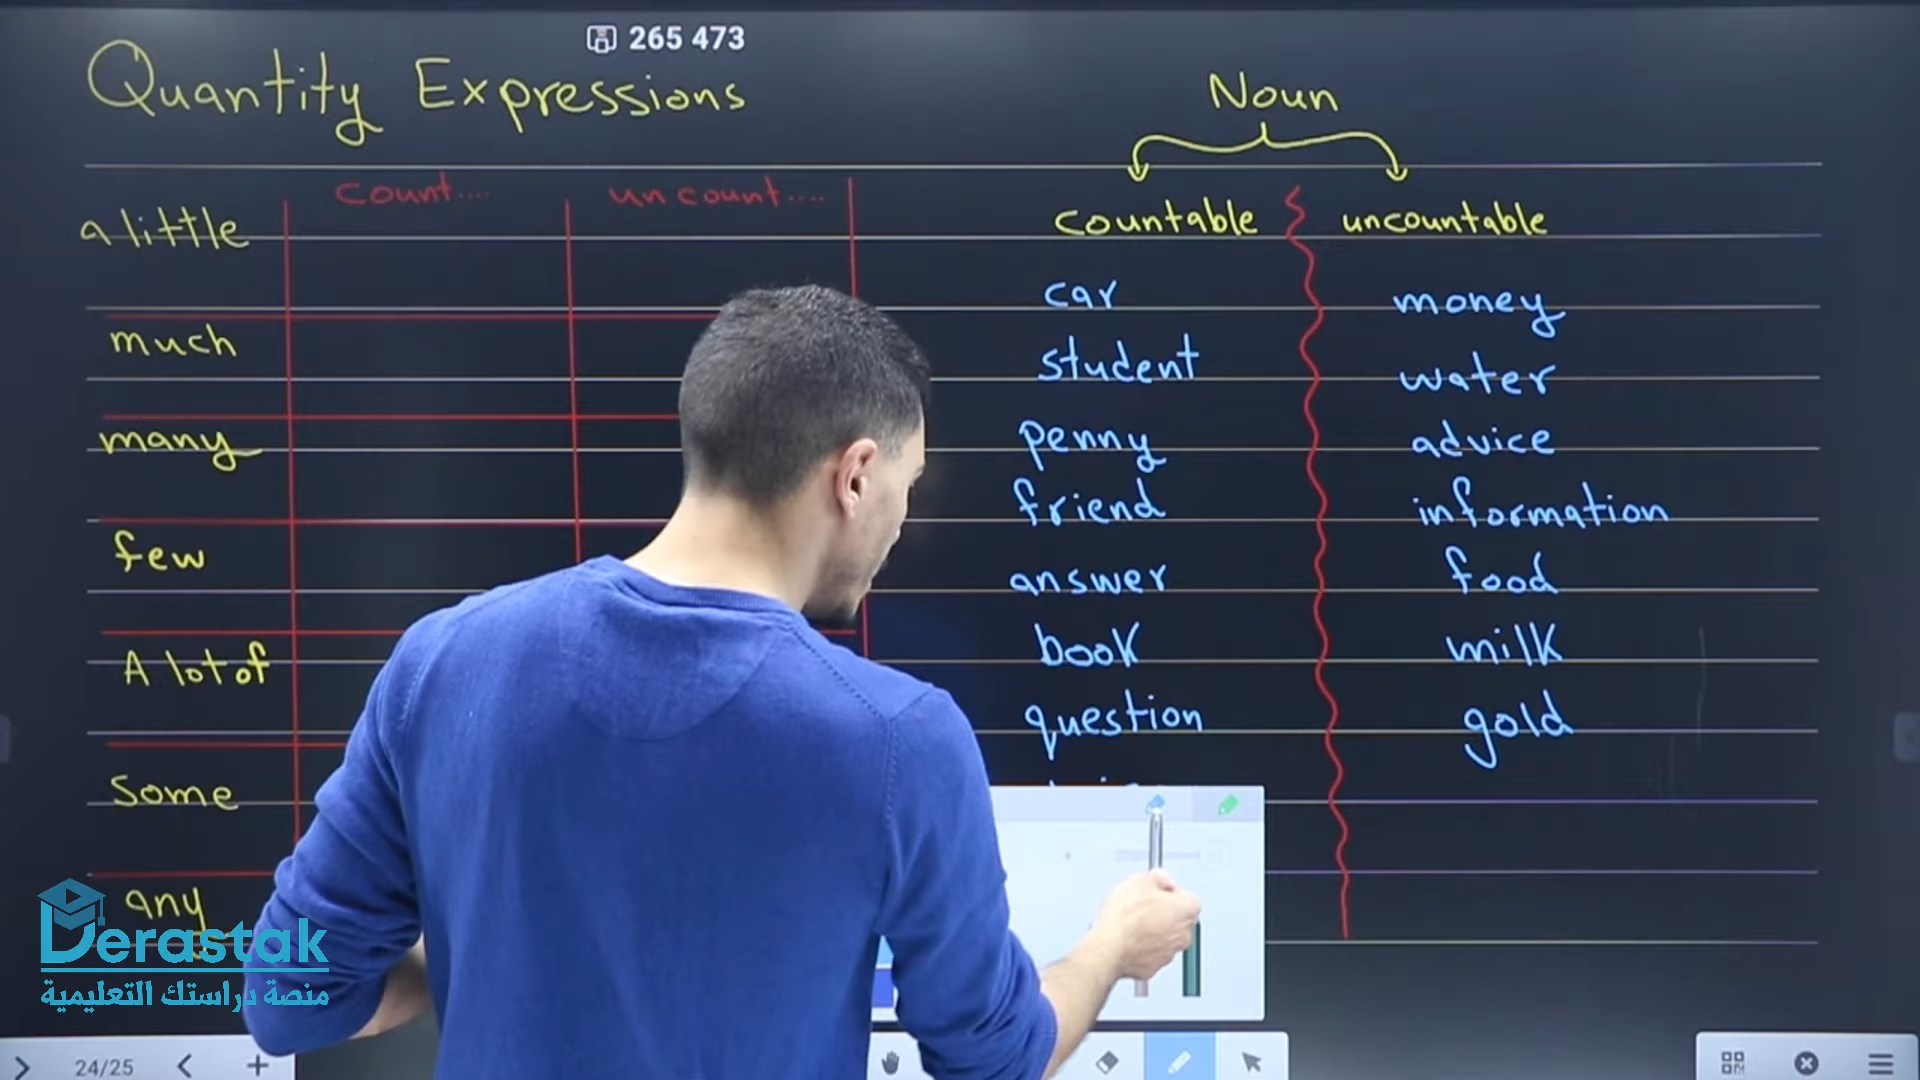 265 473
Quantity Expressions
Noun
count.... uncount....
countable uncountable
a little
much
many
few
A lot of
some
any
car money
student water
penny advice
friend information
answer food
book milk
question gold
Derastak
منصة دراستك التعليمية
24/25